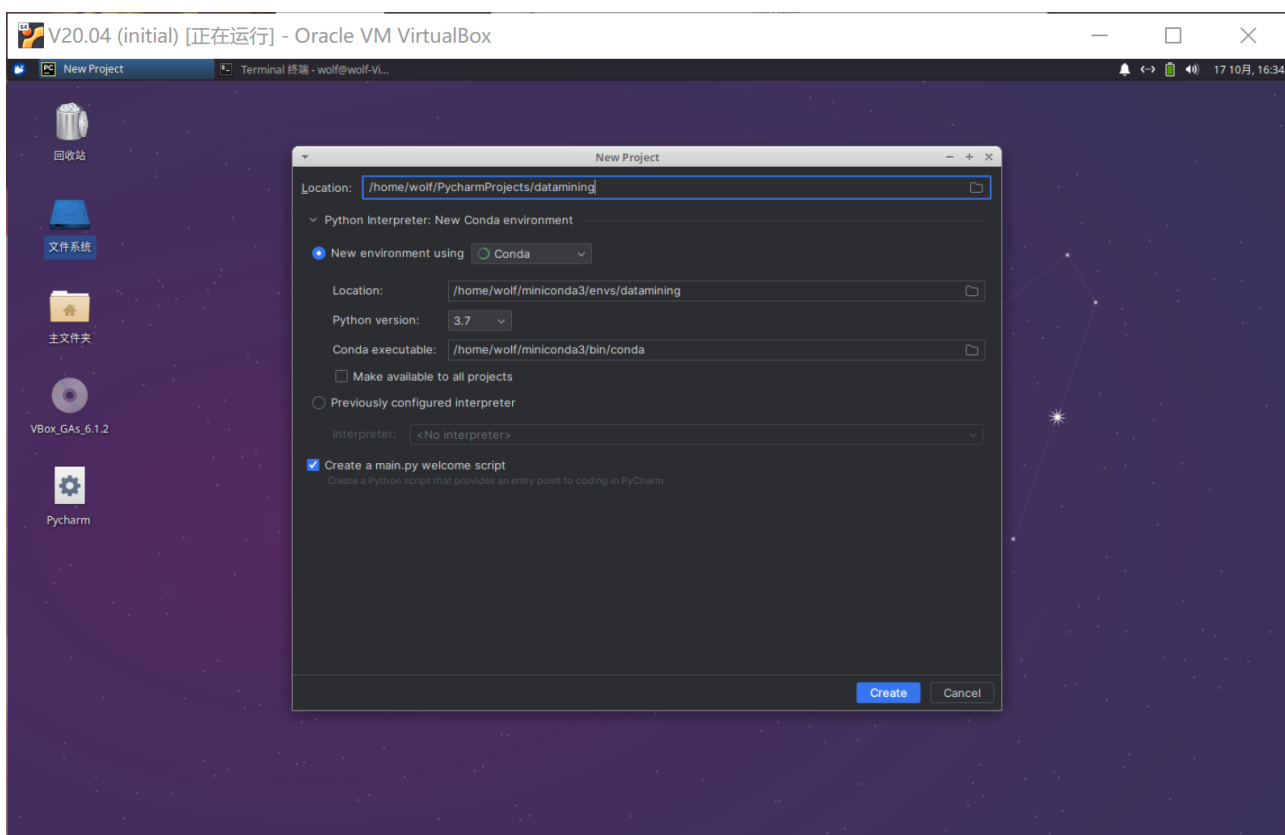 64
V20.04 (initial) [正在运行] - Oracle VM VirtualBox
PC New Project
Terminal 终端 - wolf@wolf-Vi...
17 10月, 16:34
回收站
文件系统
主文件夹
VBox_GAs_6.1.2
Pycharm
New Project
Location: /home/wolf/PycharmProjects/datamining
Python Interpreter: New Conda environment
New environment using Conda
Location: /home/wolf/miniconda3/envs/datamining
Python version: 3.7
Conda executable: /home/wolf/miniconda3/bin/conda
Make available to all projects
Previously configured interpreter
Interpreter: <No interpreter>
Create a main.py welcome script
Create a Python script that provides an entry point to coding in PyCharm.
Create Cancel